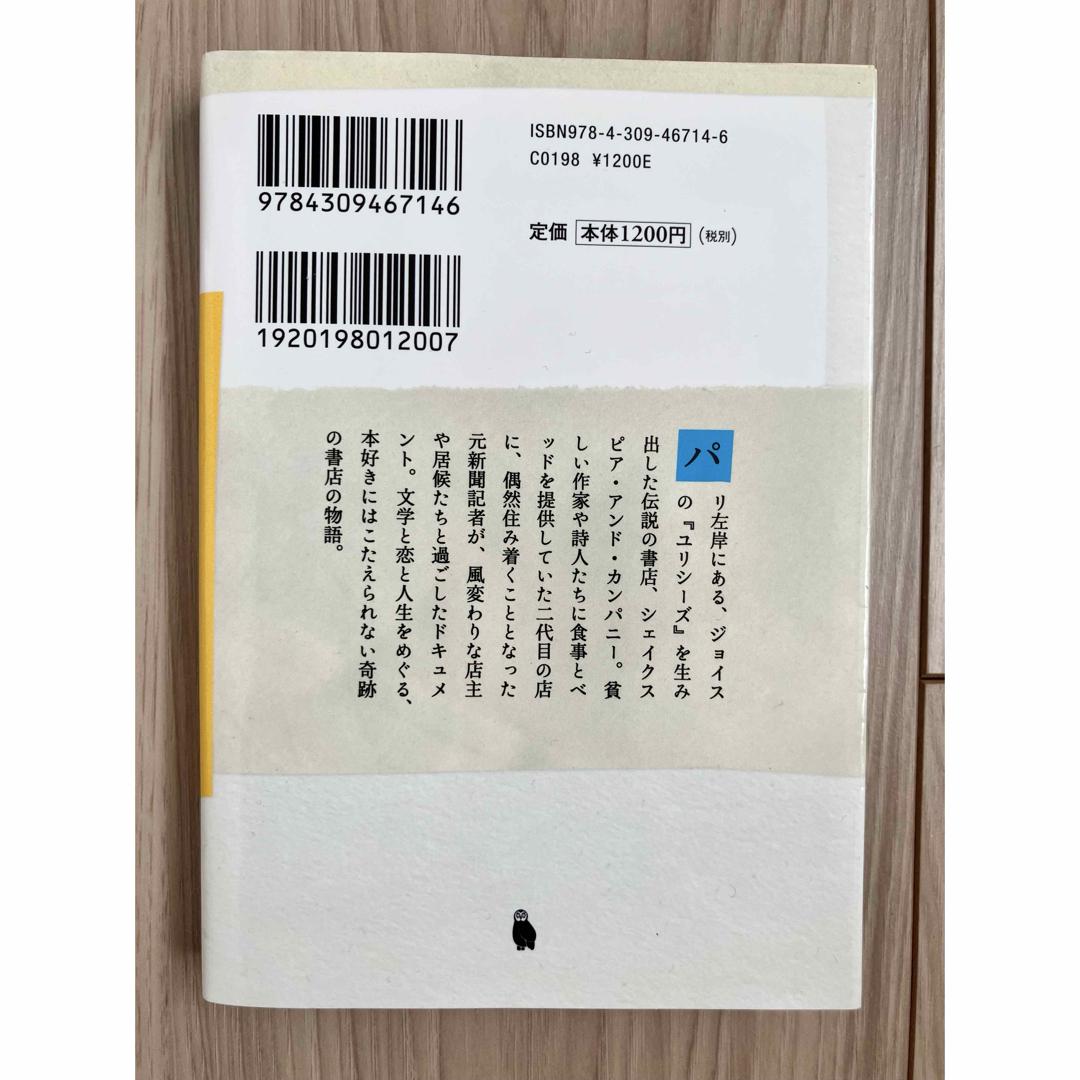 ISBN978-4-309-46714-6
C0198 ¥1200E
9784309467146
定価 本体1200円 (税別)
1920198012007
パリ左岸にある、ジョイス
の『ユリシーズ』を生み
出した伝説の書店、シェイクス
ピア・アンド・カンパニー。貧
しい作家や詩人たちに食事とベ
ッドを提供していた二代目の店
に、偶然住み着くこととなった
元新聞記者が、風変わりな店主
や居候たちと過ごしたドキュメ
ント。文学と恋と人生をめぐる、
本好きにはこたえられない奇跡
の書店の物語。